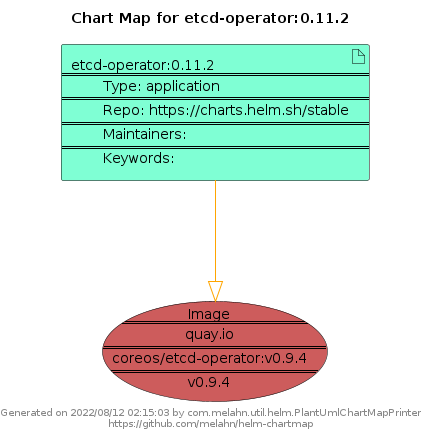 Chart Map for etcd-operator:0.11.2
etcd-operator:0.11.2
Type: application
Repo: https://charts.helm.sh/stable
Maintainers:
Keywords:
Image
quay.io
coreos/etcd-operator:v0.9.4
v0.9.4
Generated on 2022/08/12 02:15:03 by com.melahn.util.helm.PlantUmlChartMapPrinter
https://github.com/melahn/helm-chartmap